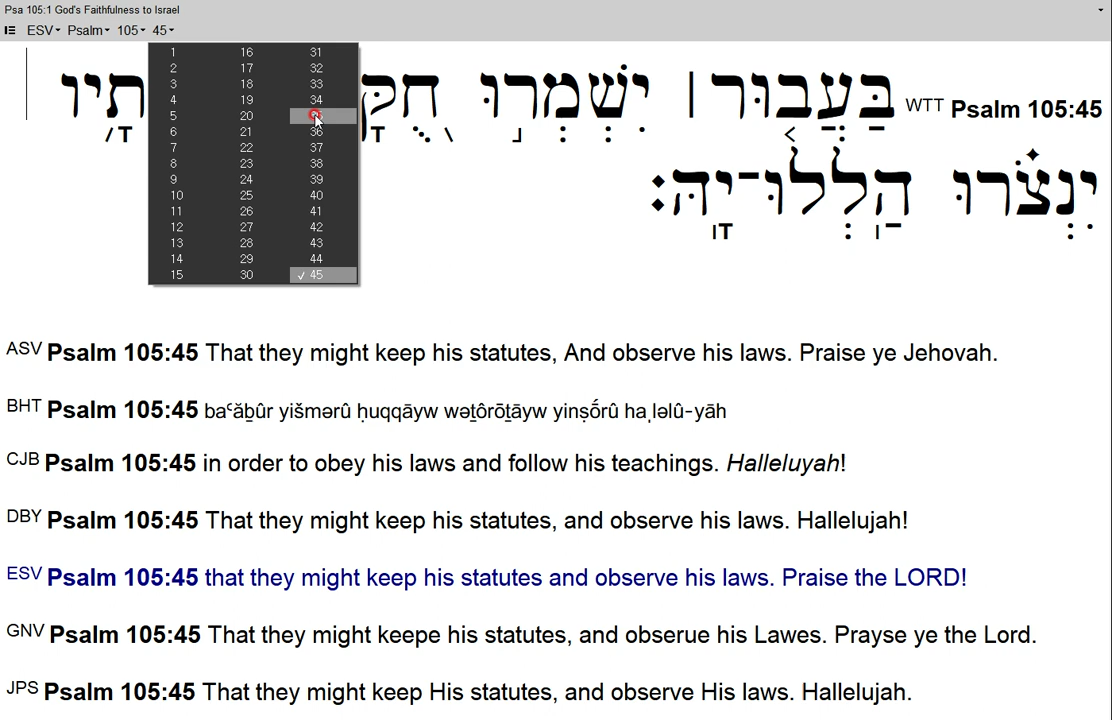 Psa 105:1 God's Faithfulness to Israel
ESV Psalm 105 45
1 16 31
2 17 32
3 18 33
4 19 34
5 20
6 21 36
7 22 37
8 23 38
9 24 39
10 25 40
11 26 41
12 27 42
13 28 43
14 29 44
15 30 ✓ 45
WTT Psalm 105:45 בַּעֲב֤וּר ׀ יִשְׁמְר֣וּ
יִנְצֹ֗רוּ הַֽלְלוּ־יָֽהּ׃
ASV Psalm 105:45 That they might keep his statutes, And observe his laws. Praise ye Jehovah.
BHT Psalm 105:45 baʿăḇûr yišmərû ḥuqqāyw wəṯôrōṯāyw yinṣṓrû haˌləlû-yāh
CJB Psalm 105:45 in order to obey his laws and follow his teachings. Halleluyah!
DBY Psalm 105:45 That they might keep his statutes, and observe his laws. Hallelujah!
ESV Psalm 105:45 that they might keep his statutes and observe his laws. Praise the LORD!
GNV Psalm 105:45 That they might keepe his statutes, and obserue his Lawes. Prayse ye the Lord.
JPS Psalm 105:45 That they might keep His statutes, and observe His laws. Hallelujah.